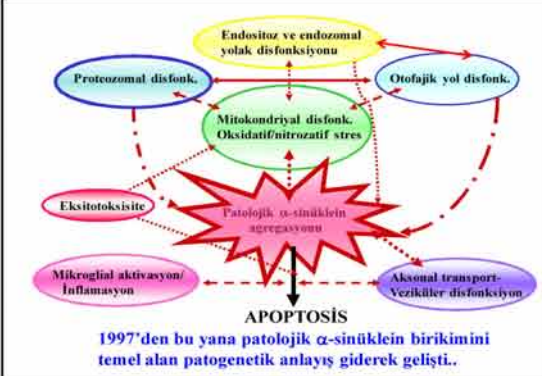 Endositoz ve endozomal
yolak disfonksiyonu
Proteozomal disfonk.
Otofajik yol disfonk.
Mitokondriyal disfonk.
Oksidatif/nitrozatif stres
Eksitotoksisite
Patolojik α-sinüklein
agregasyonu
Mikroglial aktivasyon/
İnflamasyon
Aksonal transport-
Veziküler disfonksiyon
APOPTOSİS
1997'den bu yana patolojik α-sinüklein birikimini
temel alan patogenetik anlayış giderek gelişti..